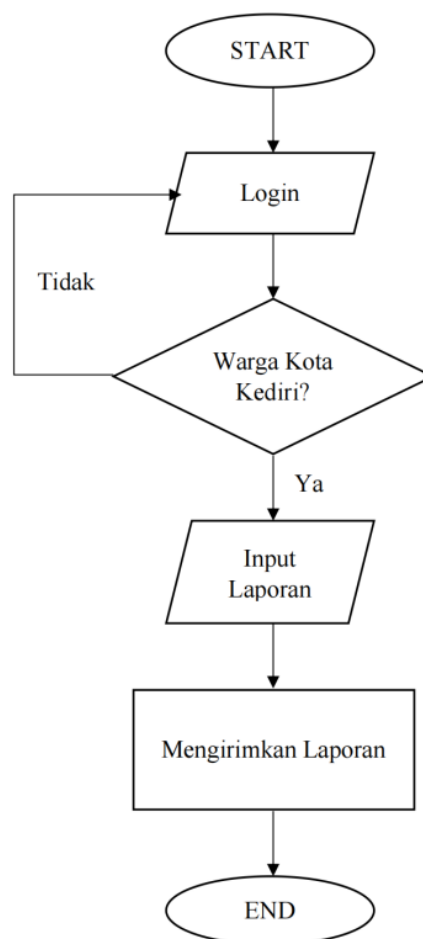 START
Login
Tidak
Warga Kota
Kediri?
Ya
Input
Laporan
Mengirimkan Laporan
END